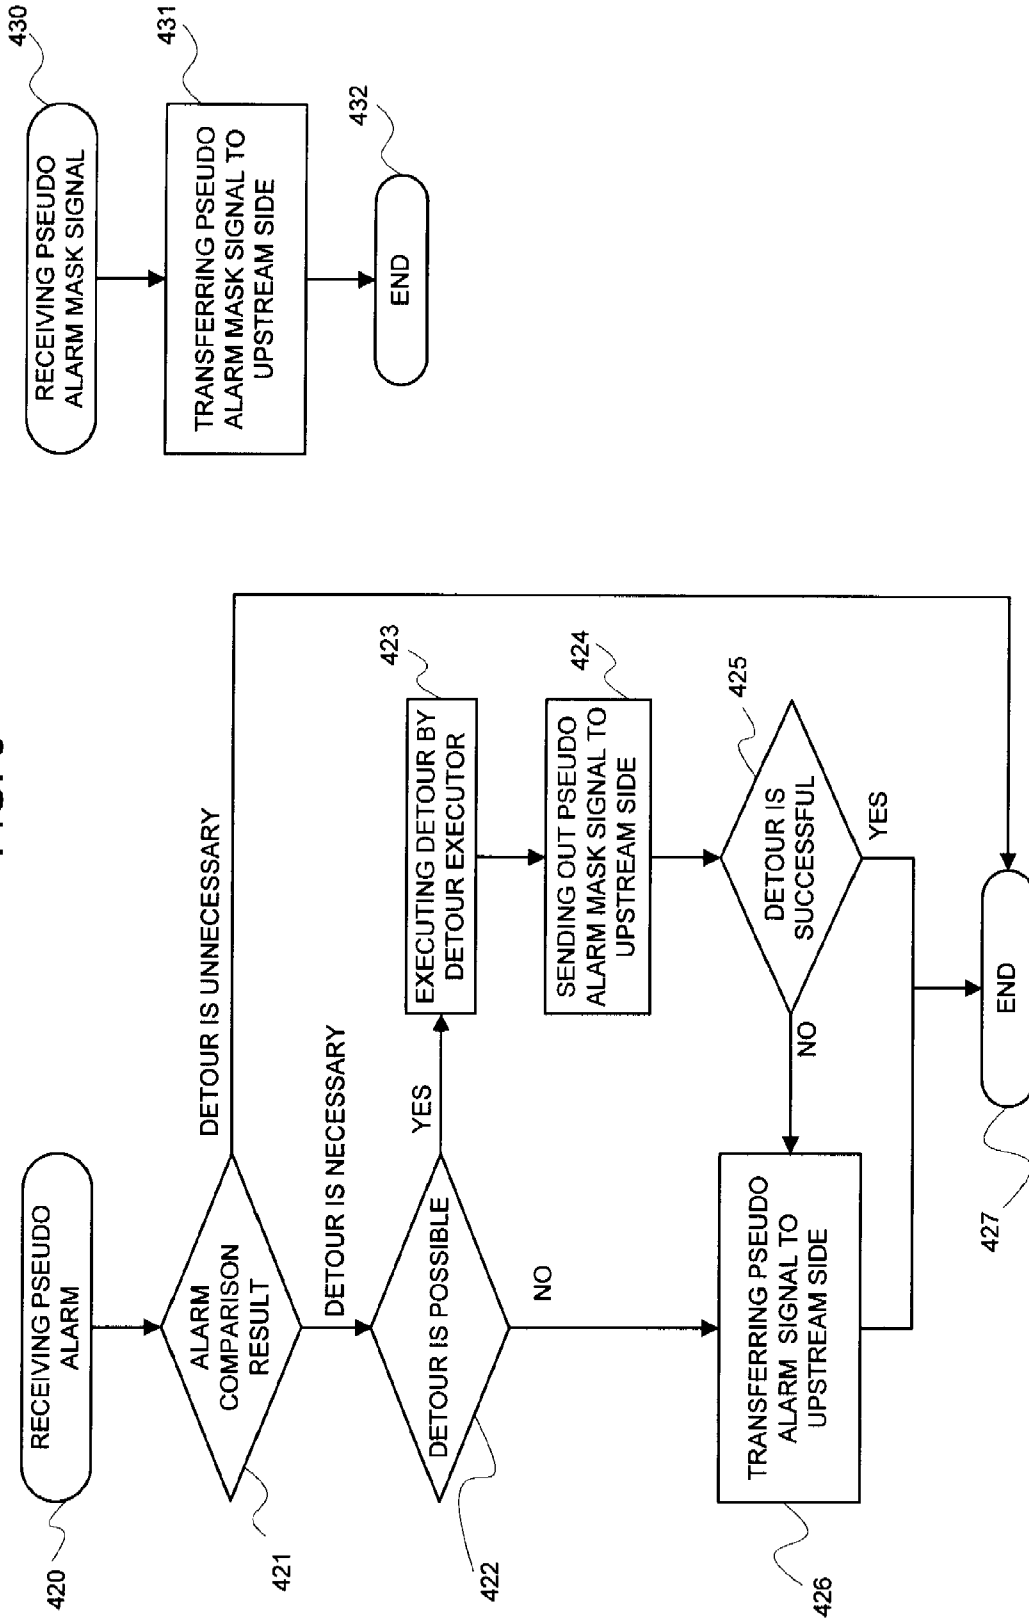 RECEIVING PSEUDO
ALARM
420
ALARM
COMPARISON
RESULT
421
DETOUR IS UNNECESSARY
DETOUR IS NECESSARY
DETOUR IS POSSIBLE
422
YES
NO
EXECUTING DETOUR BY
DETOUR EXECUTOR
423
SENDING OUT PSEUDO
ALARM MASK SIGNAL TO
UPSTREAM SIDE
424
DETOUR IS
SUCCESSFUL
425
NO
YES
TRANSFERRING PSEUDO
ALARM SIGNAL TO
UPSTREAM SIDE
426
END
427
RECEIVING PSEUDO
ALARM MASK SIGNAL
430
TRANSFERRING PSEUDO
ALARM MASK SIGNAL TO
UPSTREAM SIDE
431
END
432